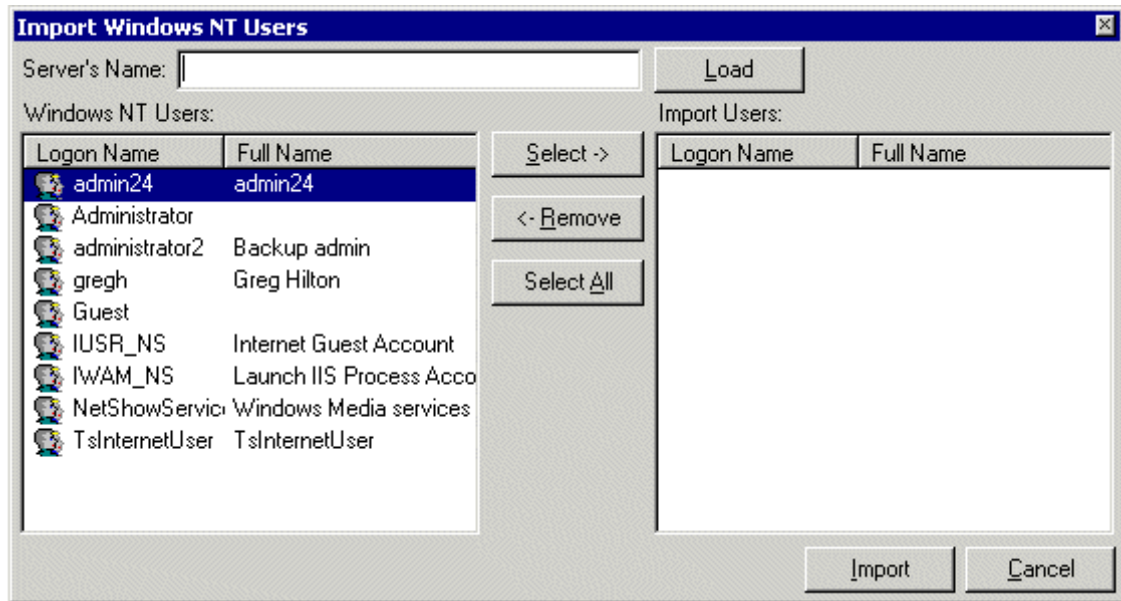 Import Windows NT Users
Server's Name: Load
Windows NT Users: Import Users:
Logon Name Full Name Select -> Logon Name Full Name
admin24 admin24
Administrator <- Remove
administrator2 Backup admin
gregh Greg Hilton Select All
Guest
IUSR_NS Internet Guest Account
IWAM_NS Launch IIS Process Acco
NetShowServic Windows Media services
TsInternetUser TsInternetUser
Import Cancel